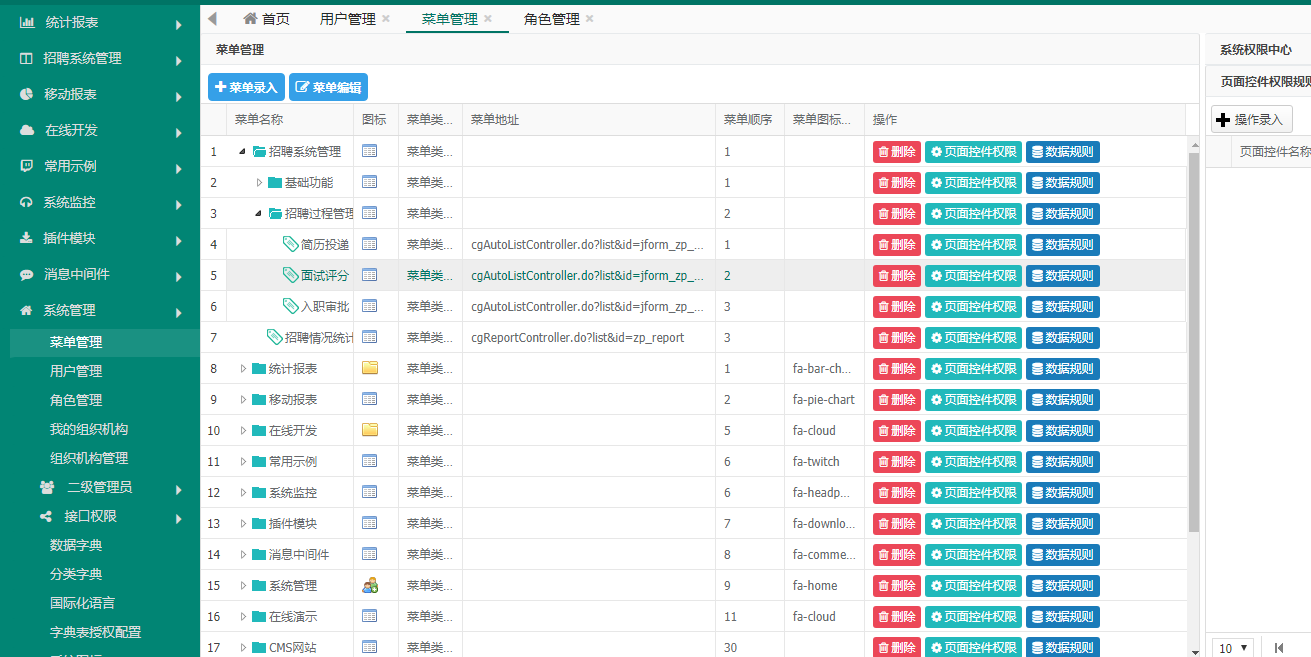 统计报表
招聘系统管理
移动报表
在线开发
常用示例
系统监控
插件模块
消息中间件
系统管理
菜单管理
用户管理
角色管理
我的组织机构
组织机构管理
二级管理员
接口权限
数据字典
分类字典
国际化语言
字典表授权配置
首页 用户管理 菜单管理 角色管理
菜单管理
菜单录入 菜单编辑
菜单名称 图标 菜单类... 菜单地址 菜单顺序 菜单图标... 操作
1 招聘系统管理 菜单类... 1 删除 页面控件权限 数据规则
2 基础功能 菜单类... 1 删除 页面控件权限 数据规则
3 招聘过程管理 菜单类... 2 删除 页面控件权限 数据规则
4 简历投递 菜单类... cgAutoListController.do?list&id=jform_zp_... 1 删除 页面控件权限 数据规则
5 面试评分 菜单类... cgAutoListController.do?list&id=jform_zp_... 2 删除 页面控件权限 数据规则
6 入职审批 菜单类... cgAutoListController.do?list&id=jform_zp_... 3 删除 页面控件权限 数据规则
7 招聘情况统计 菜单类... cgReportController.do?list&id=zp_report 3 删除 页面控件权限 数据规则
8 统计报表 菜单类... 1 fa-bar-ch... 删除 页面控件权限 数据规则
9 移动报表 菜单类... 2 fa-pie-chart 删除 页面控件权限 数据规则
10 在线开发 菜单类... 5 fa-cloud 删除 页面控件权限 数据规则
11 常用示例 菜单类... 6 fa-twitch 删除 页面控件权限 数据规则
12 系统监控 菜单类... 6 fa-headp... 删除 页面控件权限 数据规则
13 插件模块 菜单类... 7 fa-downlo... 删除 页面控件权限 数据规则
14 消息中间件 菜单类... 8 fa-comme... 删除 页面控件权限 数据规则
15 系统管理 菜单类... 9 fa-home 删除 页面控件权限 数据规则
16 在线演示 菜单类... 11 fa-cloud 删除 页面控件权限 数据规则
17 CMS网站 菜单类... 30 删除 页面控件权限 数据规则
系统权限中心
页面控件权限规则
操作录入
页面控件名称
10